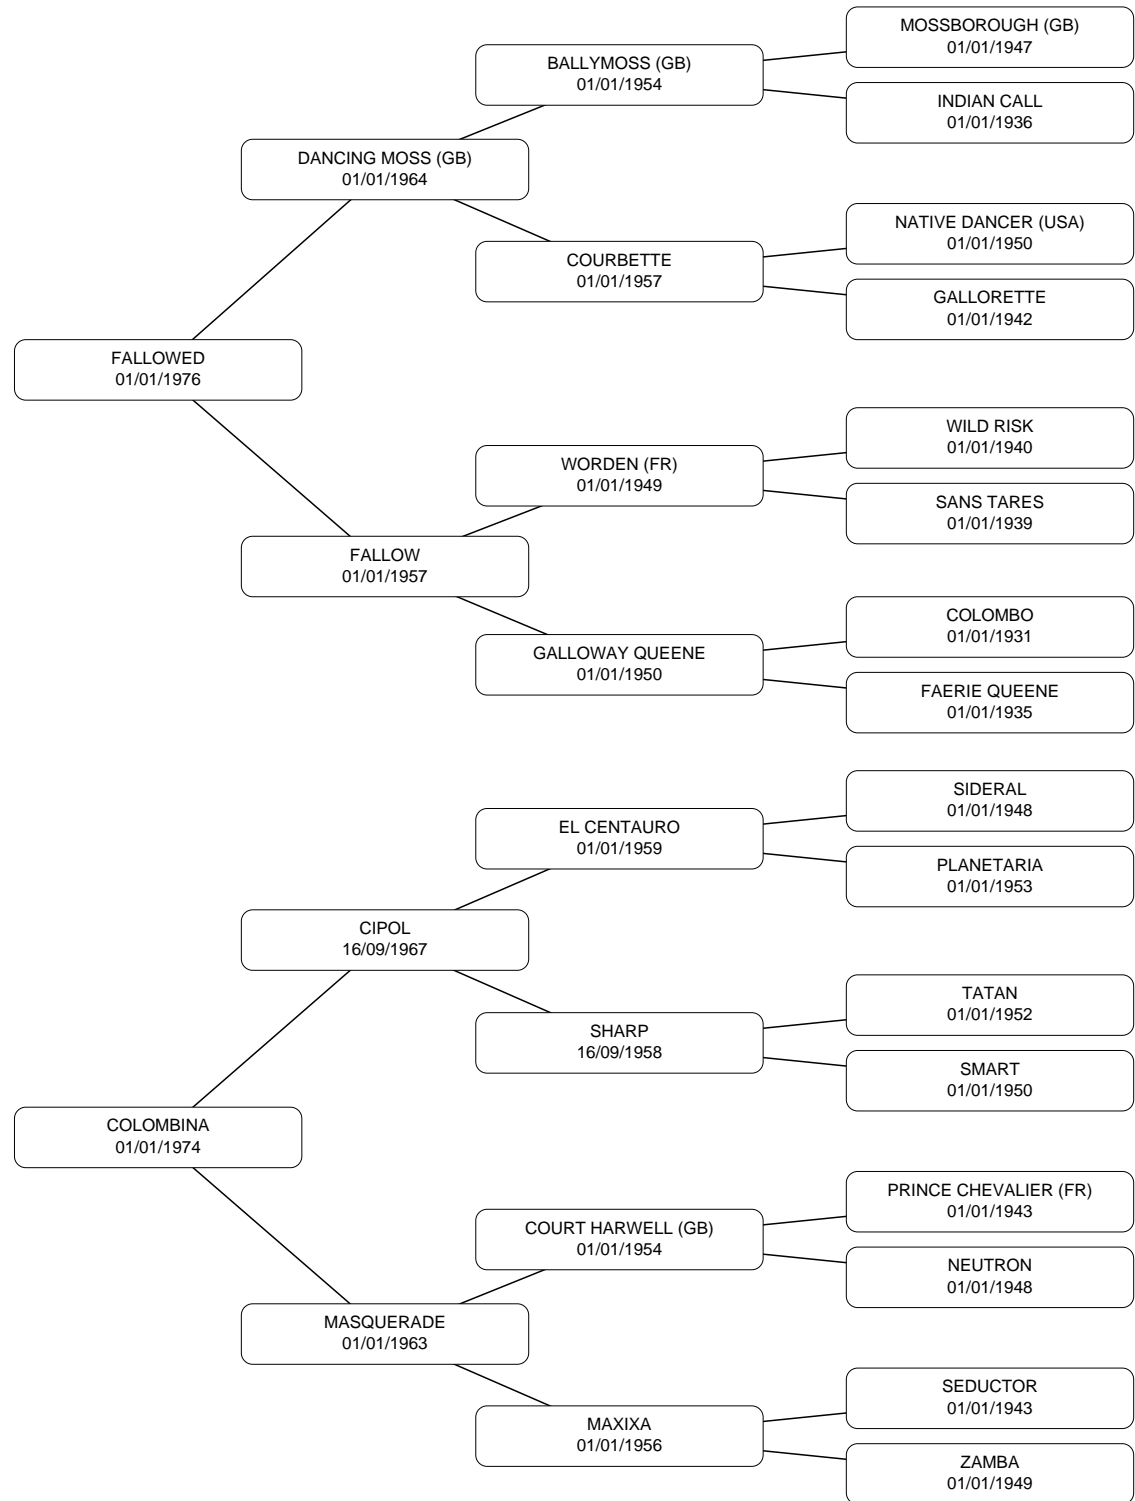 MOSSBOROUGH (GB)
01/01/1947
BALLYMOSS (GB)
01/01/1954
INDIAN CALL
01/01/1936
DANCING MOSS (GB)
01/01/1964
NATIVE DANCER (USA)
01/01/1950
COURBETTE
01/01/1957
GALLORETTE
01/01/1942
FALLOWED
01/01/1976
WILD RISK
01/01/1940
WORDEN (FR)
01/01/1949
SANS TARES
01/01/1939
FALLOW
01/01/1957
COLOMBO
01/01/1931
GALLOWAY QUEENE
01/01/1950
FAERIE QUEENE
01/01/1935
SIDERAL
01/01/1948
EL CENTAURO
01/01/1959
PLANETARIA
01/01/1953
CIPOL
16/09/1967
TATAN
01/01/1952
SHARP
16/09/1958
SMART
01/01/1950
COLOMBINA
01/01/1974
PRINCE CHEVALIER (FR)
01/01/1943
COURT HARWELL (GB)
01/01/1954
NEUTRON
01/01/1948
MASQUERADE
01/01/1963
SEDUCTOR
01/01/1943
MAXIXA
01/01/1956
ZAMBA
01/01/1949